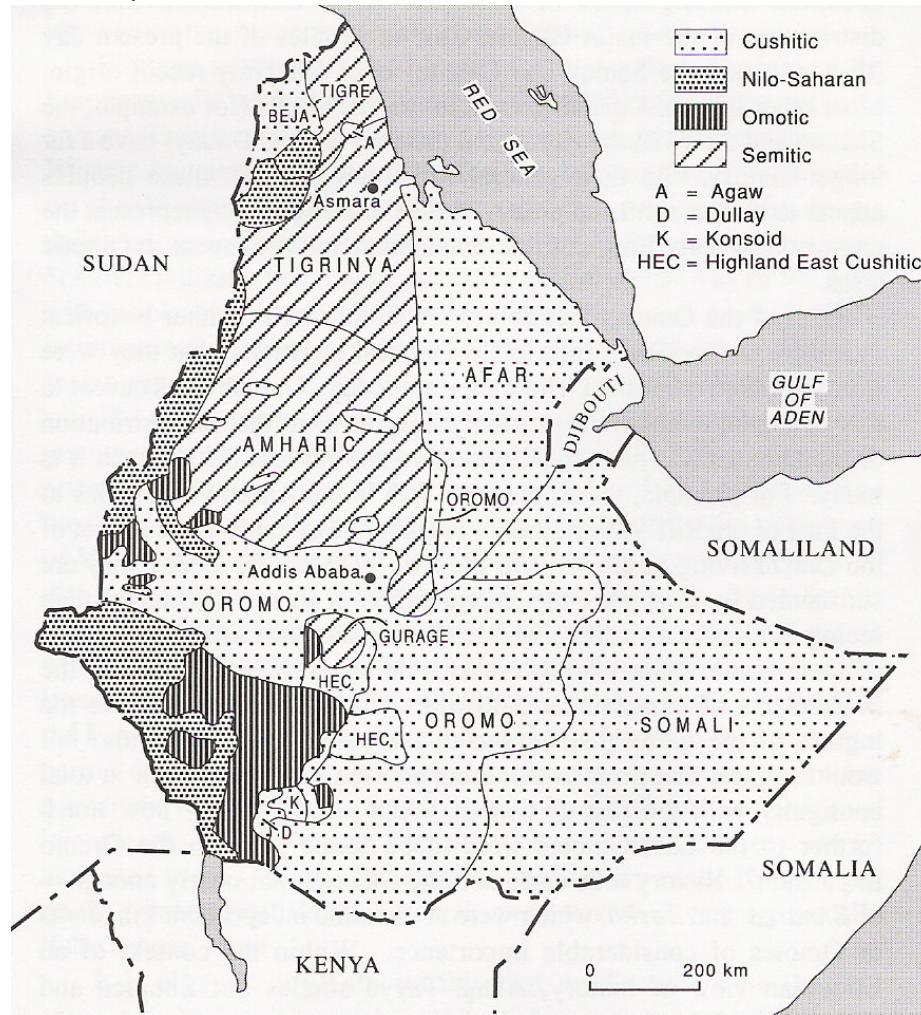 Cushitic
Nilo-Saharan
Omotic
Semitic
A = Agaw
D = Dullay
K = Konsoid
HEC = Highland East Cushitic
RED SEA
TIGRE
BEJA
A
Asmara
SUDAN
TIGRINYA
AFAR
DJIBOUTI
GULF
OF
ADEN
AMHARIC
OROMO
SOMALILAND
Addis Ababa
OROMO
GURAGE
HEC
OROMO
SOMALI
HEC
K
D
SOMALIA
KENYA
0 200 km